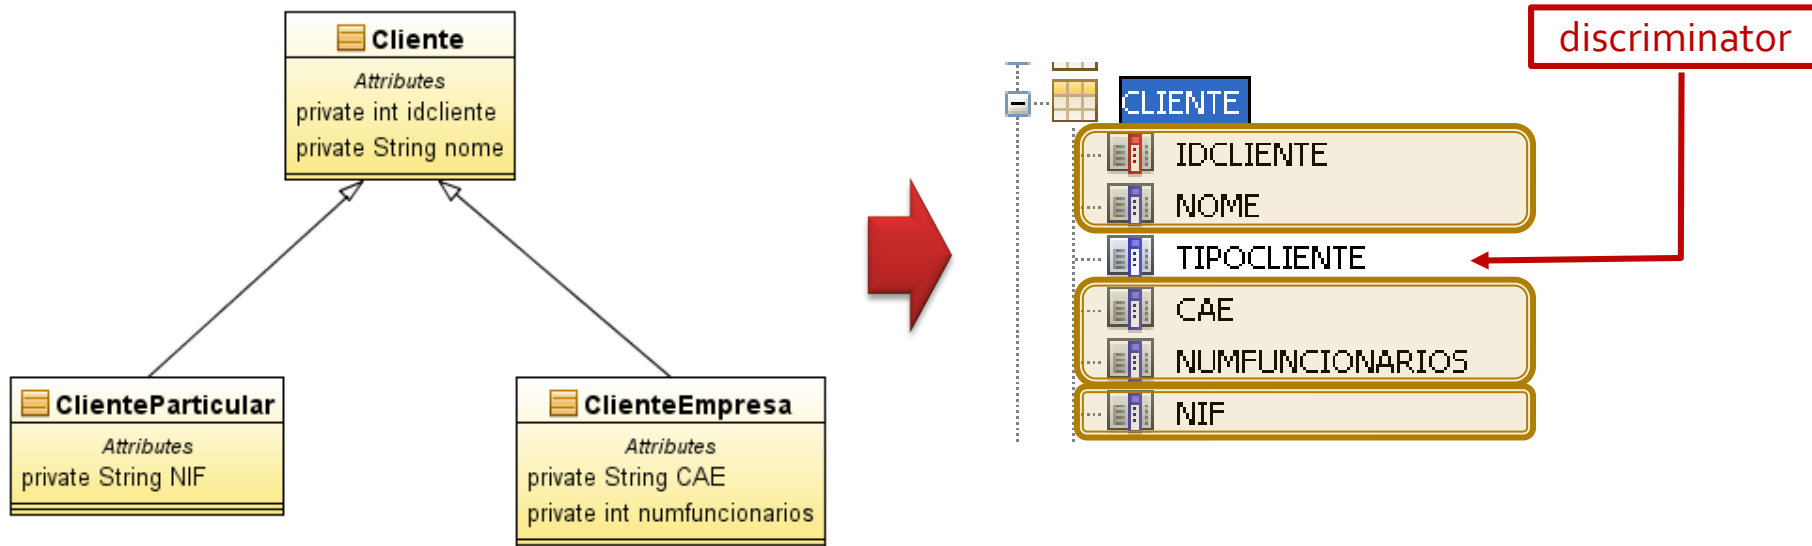 Cliente
Attributes
private int idcliente
private String nome
ClienteParticular
Attributes
private String NIF
ClienteEmpresa
Attributes
private String CAE
private int numfuncionarios
discriminator
CLIENTE
IDCLIENTE
NOME
TIPOCLIENTE
CAE
NUMFUNCIONARIOS
NIF